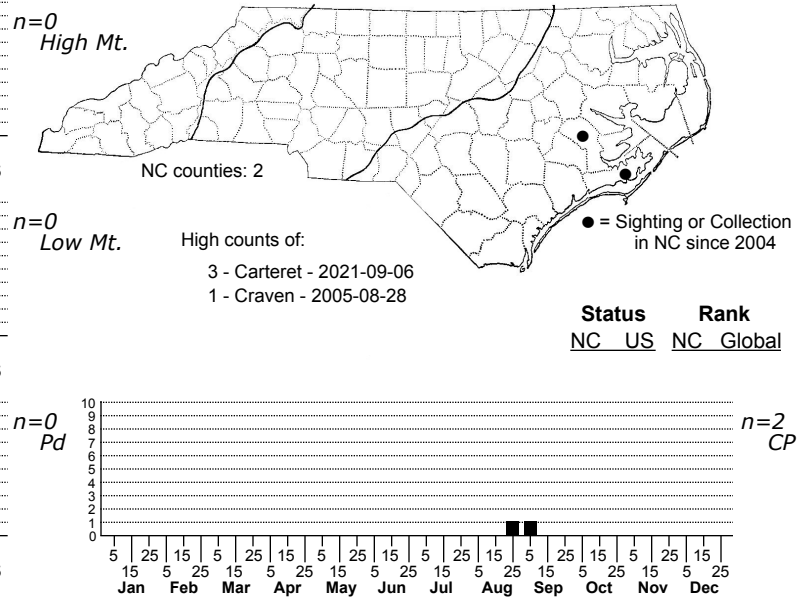 n=0
High Mt.
NC counties: 2
n=0
Low Mt.
High counts of:
3 - Carteret - 2021-09-06
1 - Craven - 2005-08-28
● = Sighting or Collection
in NC since 2004
Status Rank
NC US NC Global
n=0
Pd
n=2
CP
10
9
8
7
6
5
4
3
2
1
0
5 25 15 5 25 15 5 25 15 5 25 15 5 25 15 5 25 15
15 5 25 15 5 25 15 5 25 15 5 25 15 5 25 15 5 25
Jan Feb Mar Apr May Jun Jul Aug Sep Oct Nov Dec